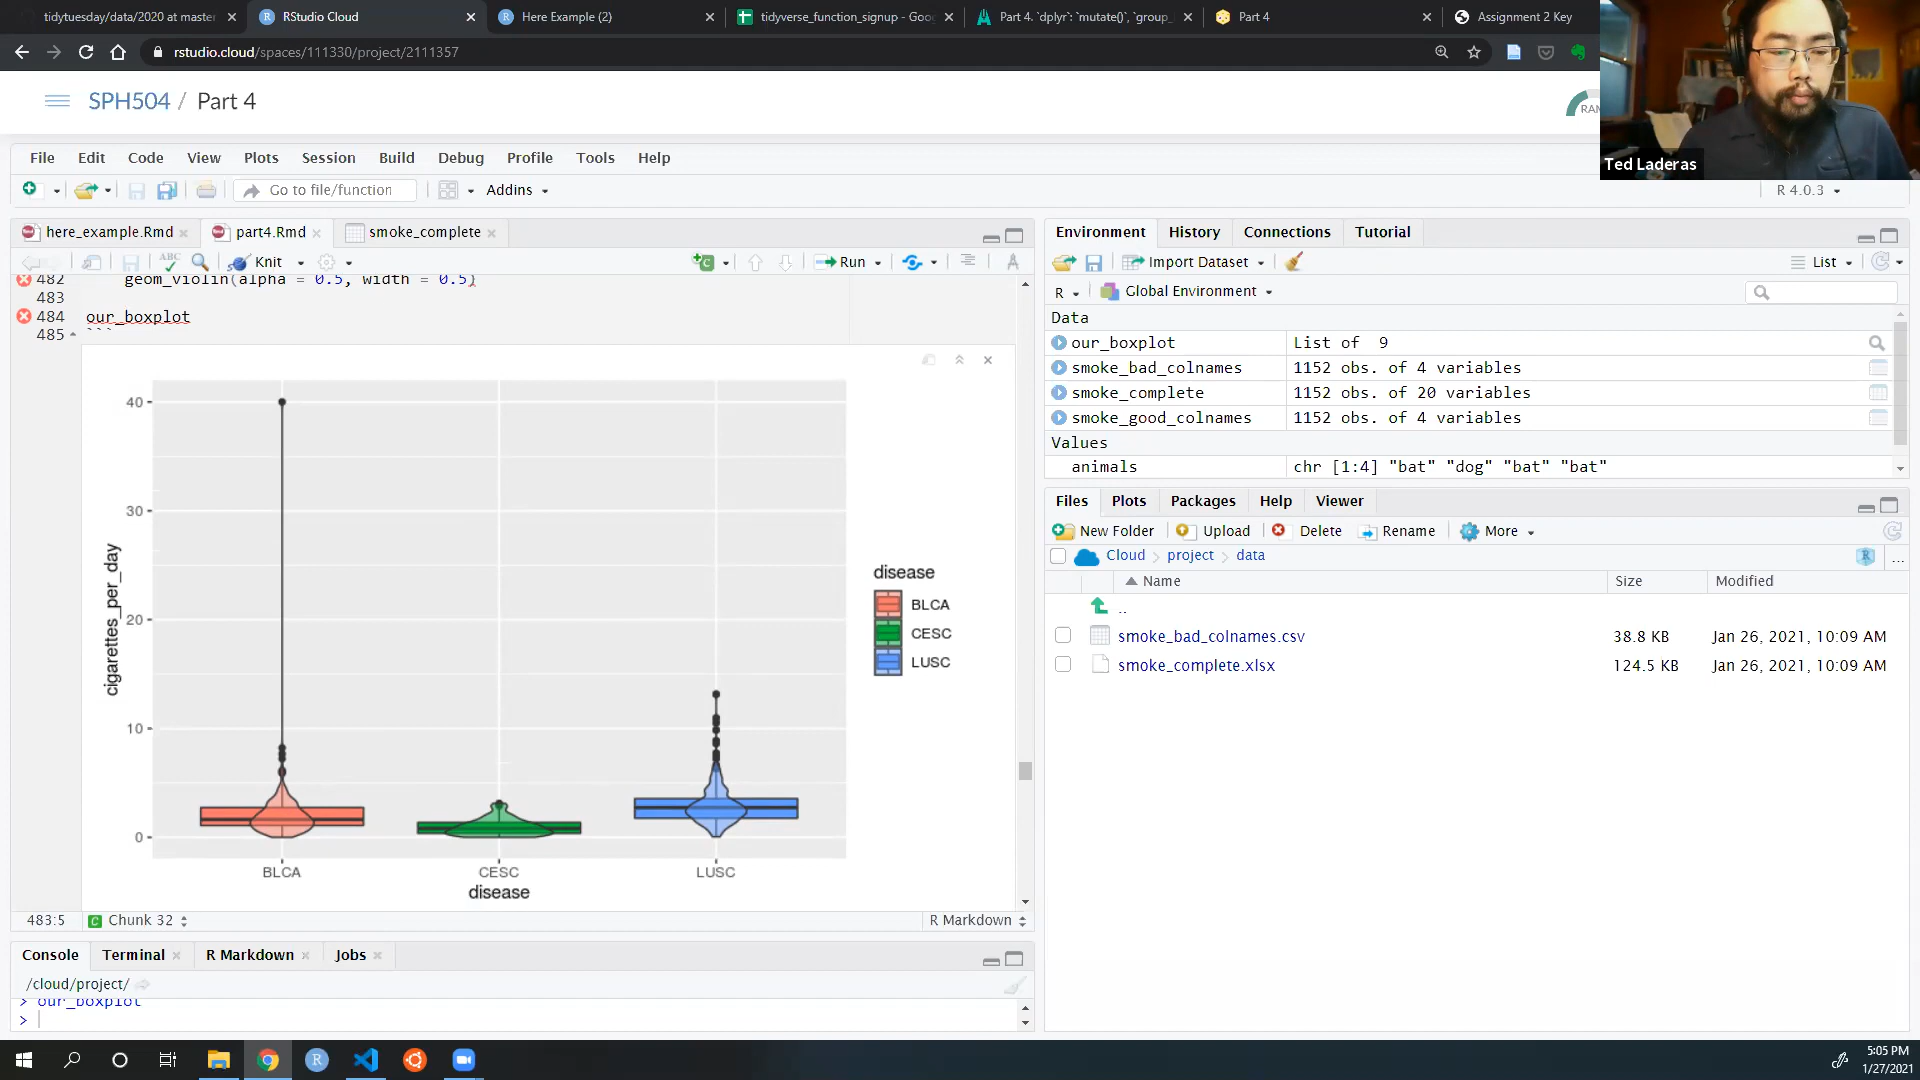 tidytuesday/data/2020 at master
RStudio Cloud
Here Example (2)
tidyverse_function_signup - Goo
Part 4. `dplyr`: `mutate()`, `group_
Part 4
Assignment 2 Key
rstudio.cloud/spaces/111330/project/2111357
SPH504 / Part 4
RAM
Ted Laderas
File Edit Code View Plots Session Build Debug Profile Tools Help
Go to file/function
Addins
R 4.0.3
here_example.Rmd
part4.Rmd
smoke_complete
ABC
Knit
Run
482 geom_violin(alpha = 0.5, width = 0.5)
483
484 our_boxplot
485 ```
40
30
20
10
0
cigarettes_per_day
BLCA
CESC
LUSC
disease
disease
BLCA
CESC
LUSC
483:5
Chunk 32
R Markdown
Console
Terminal
R Markdown
Jobs
/cloud/project/
> our_boxplot
>
Environment History Connections Tutorial
Import Dataset
List
R
Global Environment
Data
our_boxplot List of 9
smoke_bad_colnames 1152 obs. of 4 variables
smoke_complete 1152 obs. of 20 variables
smoke_good_colnames 1152 obs. of 4 variables
Values
animals chr [1:4] "bat" "dog" "bat" "bat"
Files Plots Packages Help Viewer
New Folder Upload Delete Rename More
Cloud project data
R
...
Name Size Modified
..
smoke_bad_colnames.csv 38.8 KB Jan 26, 2021, 10:09 AM
smoke_complete.xlsx 124.5 KB Jan 26, 2021, 10:09 AM
5:05 PM
1/27/2021